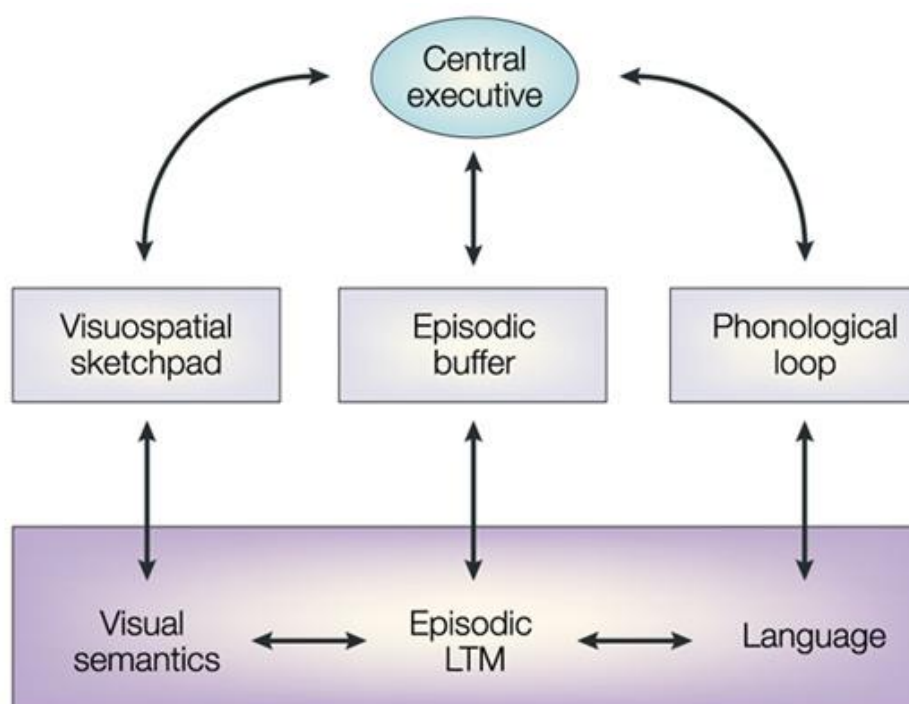 Central
executive
Visuospatial
sketchpad
Episodic
buffer
Phonological
loop
Visual
semantics
Episodic
LTM
Language